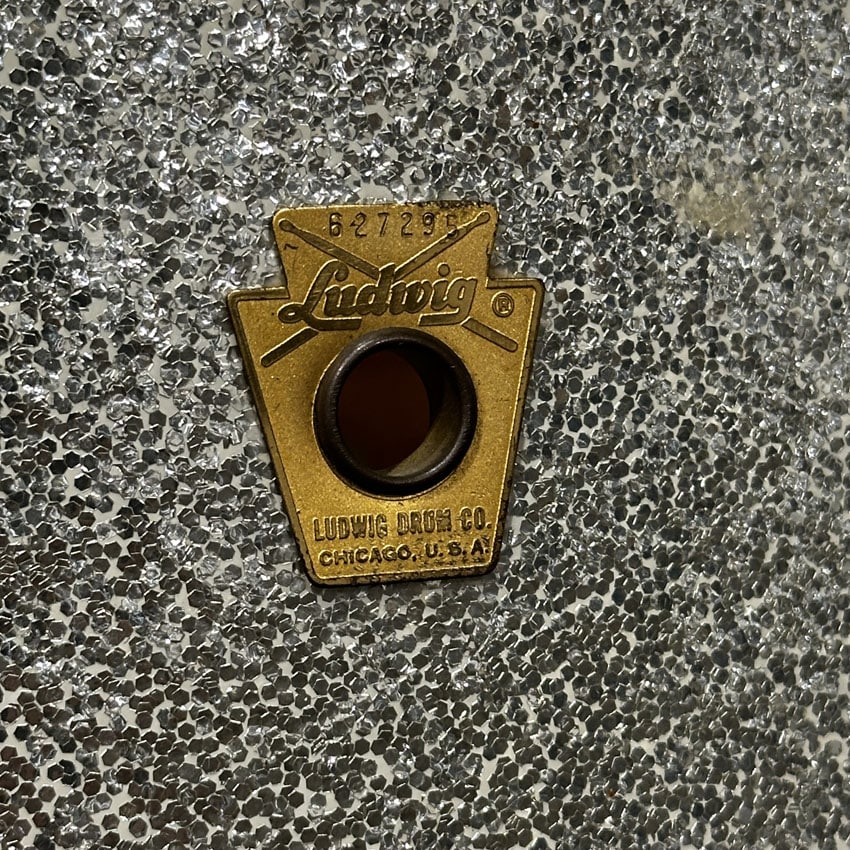 627295
Ludwig ®
LUDWIG DRUM CO.
CHICAGO, U.S.A.